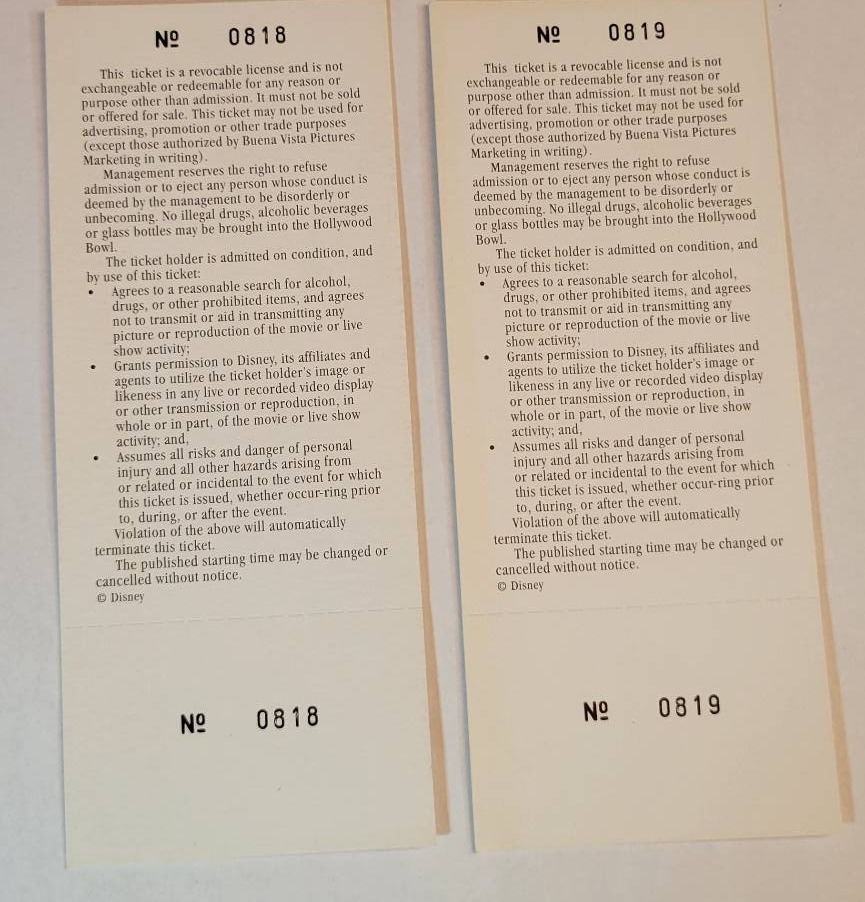 Nº 0818
This ticket is a revocable license and is not
exchangeable or redeemable for any reason or
purpose other than admission. It must not be sold
or offered for sale. This ticket may not be used for
advertising, promotion or other trade purposes
(except those authorized by Buena Vista Pictures
Marketing in writing).
Management reserves the right to refuse
admission or to eject any person whose conduct is
deemed by the management to be disorderly or
unbecoming. No illegal drugs, alcoholic beverages
or glass bottles may be brought into the Hollywood
Bowl.
The ticket holder is admitted on condition, and
by use of this ticket:
• Agrees to a reasonable search for alcohol,
drugs, or other prohibited items, and agrees
not to transmit or aid in transmitting any
picture or reproduction of the movie or live
show activity;
• Grants permission to Disney, its affiliates and
agents to utilize the ticket holder's image or
likeness in any live or recorded video display
or other transmission or reproduction, in
whole or in part, of the movie or live show
activity; and,
• Assumes all risks and danger of personal
injury and all other hazards arising from
or related or incidental to the event for which
this ticket is issued, whether occur-ring prior
to, during, or after the event.
Violation of the above will automatically
terminate this ticket.
The published starting time may be changed or
cancelled without notice.
© Disney
Nº 0818
Nº 0819
This ticket is a revocable license and is not
exchangeable or redeemable for any reason or
purpose other than admission. It must not be sold
or offered for sale. This ticket may not be used for
advertising, promotion or other trade purposes
(except those authorized by Buena Vista Pictures
Marketing in writing).
Management reserves the right to refuse
admission or to eject any person whose conduct is
deemed by the management to be disorderly or
unbecoming. No illegal drugs, alcoholic beverages
or glass bottles may be brought into the Hollywood
Bowl.
The ticket holder is admitted on condition, and
by use of this ticket:
• Agrees to a reasonable search for alcohol,
drugs, or other prohibited items, and agrees
not to transmit or aid in transmitting any
picture or reproduction of the movie or live
show activity;
• Grants permission to Disney, its affiliates and
agents to utilize the ticket holder's image or
likeness in any live or recorded video display
or other transmission or reproduction, in
whole or in part, of the movie or live show
activity; and,
• Assumes all risks and danger of personal
injury and all other hazards arising from
or related or incidental to the event for which
this ticket is issued, whether occur-ring prior
to, during, or after the event.
Violation of the above will automatically
terminate this ticket.
The published starting time may be changed or
cancelled without notice.
© Disney
Nº 0819